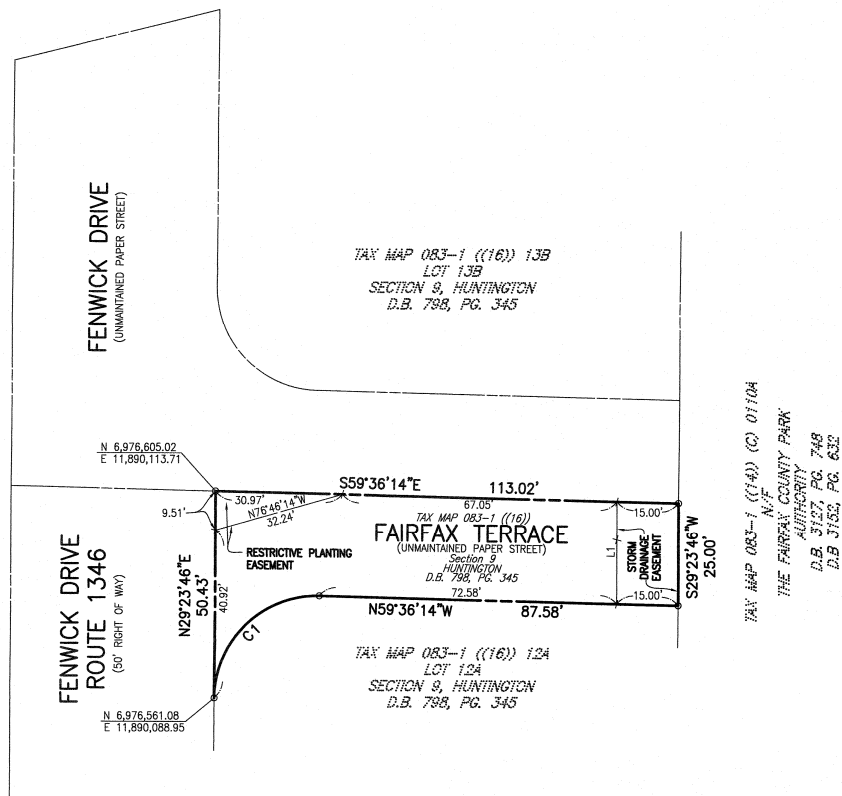 FENWICK DRIVE
(UNMAINTAINED PAPER STREET)
TAX MAP 083-1 ((16)) 13B
LOT 13B
SECTION 9, HUNTINGTON
D.B. 798, PG. 345
N 6,976,605.02
E 11,890,113.71
S59°36'14"E 113.02'
30.97'
67.05'
15.00'
9.51'
N76°46'14"W
32.24'
TAX MAP 083-1 ((16))
FAIRFAX TERRACE
(UNMAINTAINED PAPER STREET)
Section 9
HUNTINGTON
D.B. 798, PG. 345
RESTRICTIVE PLANTING
EASEMENT
L1
STORM
DRAINAGE
EASEMENT
S29°23'46"W
25.00'
FENWICK DRIVE
ROUTE 1346
(50' RIGHT OF WAY)
N29°23'46"E
50.43'
40.92'
C1
72.58'
15.00'
N59°36'14"W 87.58'
N 6,976,561.08
E 11,890,088.95
TAX MAP 083-1 ((16)) 12A
LOT 12A
SECTION 9, HUNTINGTON
D.B. 798, PG. 345
TAX MAP 083-1 ((14)) (C) 0110A
N/F
THE FAIRFAX COUNTY PARK
AUTHORITY
D.B. 3127, PG. 748
D.B 3152, PG. 632